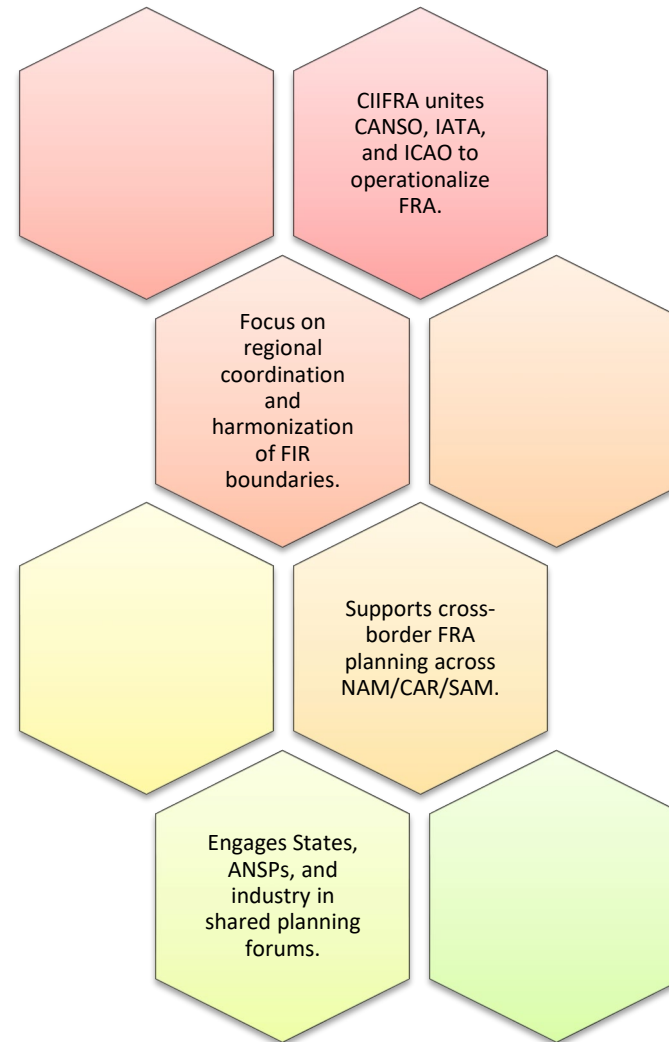 CIIFRA unites
CANSO, IATA,
and ICAO to
operationalize
FRA.
Focus on
regional
coordination
and
harmonization
of FIR
boundaries.
Supports cross-
border FRA
planning across
NAM/CAR/SAM.
Engages States,
ANSPs, and
industry in
shared planning
forums.